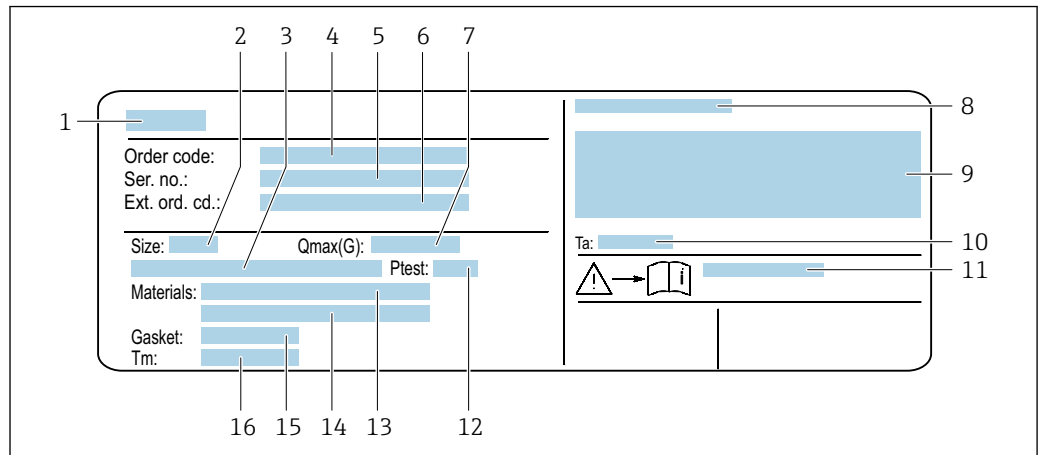 2 3 4 5 6 7
1
8
Order code:
Ser. no.:
Ext. ord. cd.:
9
Size: Qmax(G):
Ptest:
Materials:
Gasket:
Tm:
Ta: 10
i 11
16 15 14 13 12